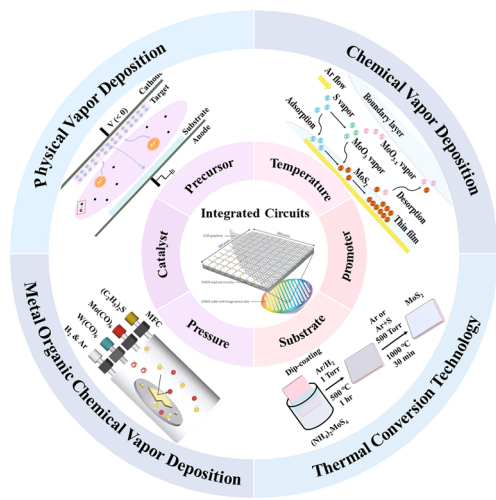 Physical Vapor Deposition
Chemical Vapor Deposition
Metal Organic Chemical Vapor Deposition
Thermal Conversion Technology
V (< 0)
Cathode
Target
Substrate
Anode
Ar flow
S vapor
Boundary layer
Adsorption
MoO₃ vapor
MoS₂
Desorption
Thin film
Precursor
Temperature
Catalyst
promoter
Pressure
Substrate
Integrated Circuits
(C₂H₅)₂S
Mo(CO)₆
W(CO)₆
H₂ & Ar
MFC
Dip-coating
(NH₄)₂MoS₄
Ar/H₂
1 Torr
500 °C
1 hr
Ar or
Ar+S
500 Torr
1000 °C
30 min
MoS₂